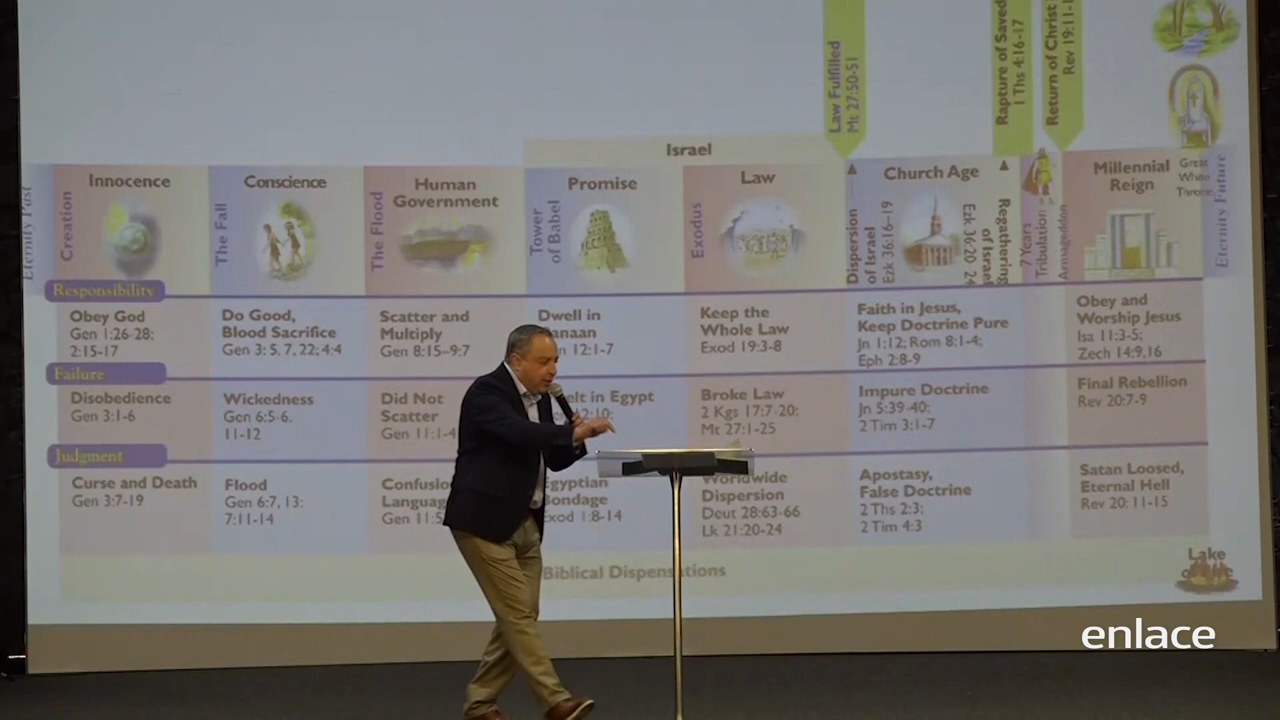 Law Fulfilled
Mt 27:50-51
Rapture of Saved
1 Ths 4:16-17
Return of Christ
Rev 19:11-1
Israel
Eternity Past
Creation
Innocence
The Fall
Conscience
The Flood
Human
Government
Tower
of Babel
Promise
Exodus
Law
Dispersion
of Israel
Ezk 36:16-19
Church Age
Ezk 36:20-24
Regathering
of Israel
7 Years
Tribulation
Armageddon
Millennial
Reign
Great
White
Throne
Eternity Future
Responsibility
Obey God
Gen 1:26-28;
2:15-17
Do Good,
Blood Sacrifice
Gen 3: 5, 7, 22; 4:4
Scatter and
Multiply
Gen 8:15–9:7
Dwell in
anaan
n 12:1-7
Keep the
Whole Law
Exod 19:3-8
Faith in Jesus,
Keep Doctrine Pure
Jn 1:12; Rom 8:1-4;
Eph 2:8-9
Obey and
Worship Jesus
Isa 11:3-5;
Zech 14:9,16
Failure
Disobedience
Gen 3:1-6
Wickedness
Gen 6:5-6,
11-12
Did Not
Scatter
Gen 11:1-4
elt in Egypt
12:10;
Broke Law
2 Kgs 17:7-20;
Mt 27:1-25
Impure Doctrine
Jn 5:39-40;
2 Tim 3:1-7
Final Rebellion
Rev 20:7-9
Judgment
Curse and Death
Gen 3:7-19
Flood
Gen 6:7, 13;
7:11-14
Confusio
Languag
Gen 11:5
Egyptian
Bondage
Exod 1:8-14
Worldwide
Dispersion
Deut 28:63-66
Lk 21:20-24
Apostasy,
False Doctrine
2 Ths 2:3;
2 Tim 4:3
Satan Loosed,
Eternal Hell
Rev 20:11-15
Biblical Dispensations
Lake
enlace